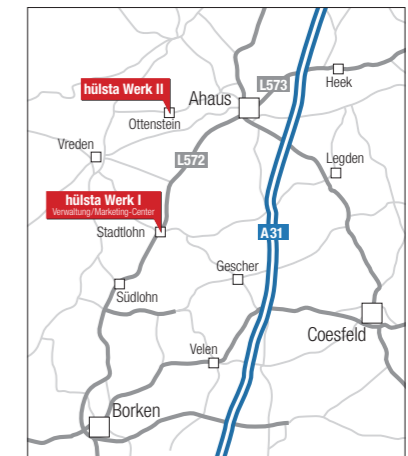 L573
Heek
hülsta Werk II
Ahaus
Ottenstein
Vreden
L572
Legden
hülsta Werk I
Verwaltung/Marketing-Center
Stadtlohn
A31
Gescher
Südlohn
Coesfeld
Velen
Borken